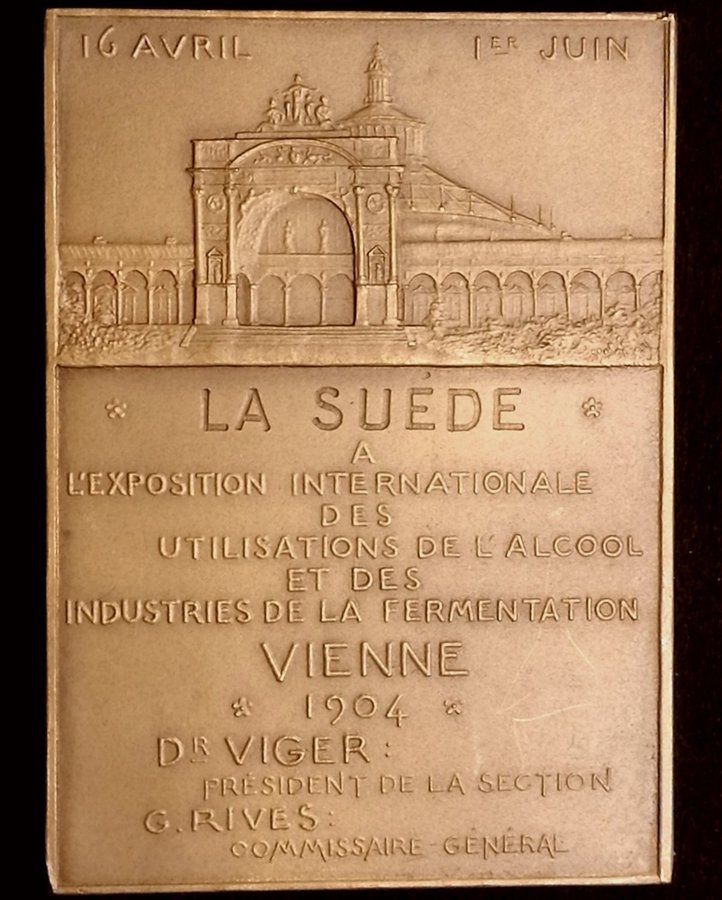 16 AVRIL 1ER JUIN
LA SUÉDE
A
L'EXPOSITION INTERNATIONALE
DES
UTILISATIONS DE L'ALCOOL
ET DES
INDUSTRIES DE LA FERMENTATION
VIENNE
1904
DR VIGER:
PRÉSIDENT DE LA SECTION
G. RIVES:
COMMISSAIRE-GÉNÉRAL